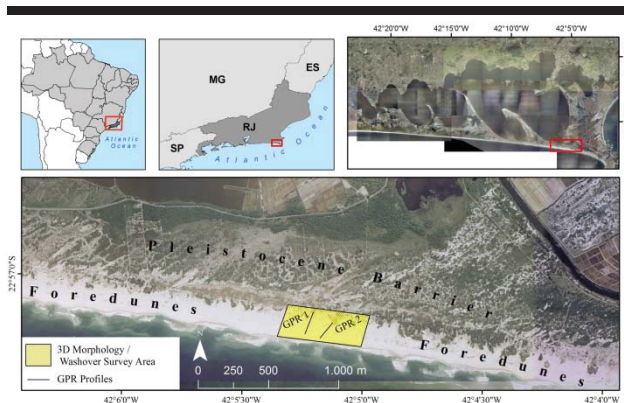 42°20'0"W 42°15'0"W 42°10'0"W 42°5'0"W
MG
ES
RJ
SP
Atlantic
Ocean
Atlantic Ocean
22°57'0"S
Pleistocene Barrier
Foredunes
GPR 1
GPR 2
Foredunes
3D Morphology /
Washover Survey Area
GPR Profiles
N
0 250 500 1.000 m
42°6'0"W 42°5'30"W 42°5'0"W 42°4'30"W 42°4'0"W